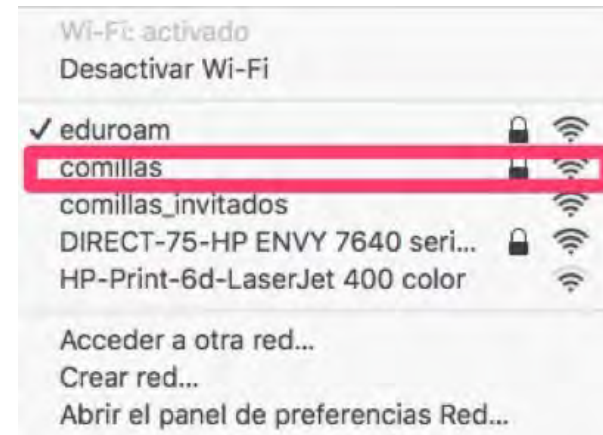 Wi-Fi: activado
Desactivar Wi-Fi
eduroam
comillas
comillas_invitados
DIRECT-75-HP ENVY 7640 seri...
HP-Print-6d-LaserJet 400 color
Acceder a otra red...
Crear red...
Abrir el panel de preferencias Red...